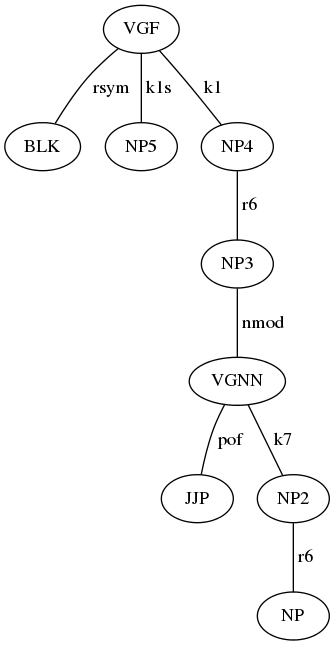 VGF
rsym k1s k1
BLK NP5 NP4
r6
NP3
nmod
VGNN
pof k7
JJP NP2
r6
NP